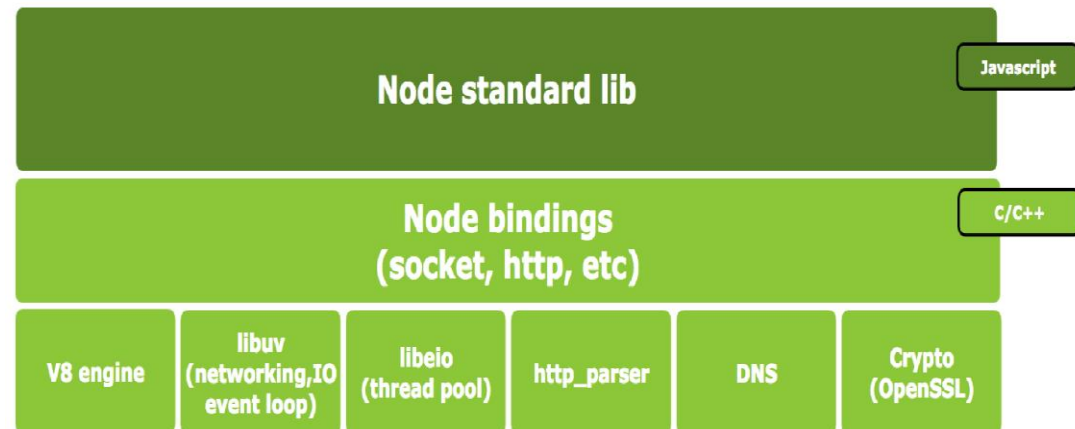 Node standard lib
Javascript
Node bindings
(socket, http, etc)
C/C++
V8 engine
libuv
(networking,IO
event loop)
libeio
(thread pool)
http_parser
DNS
Crypto
(OpenSSL)